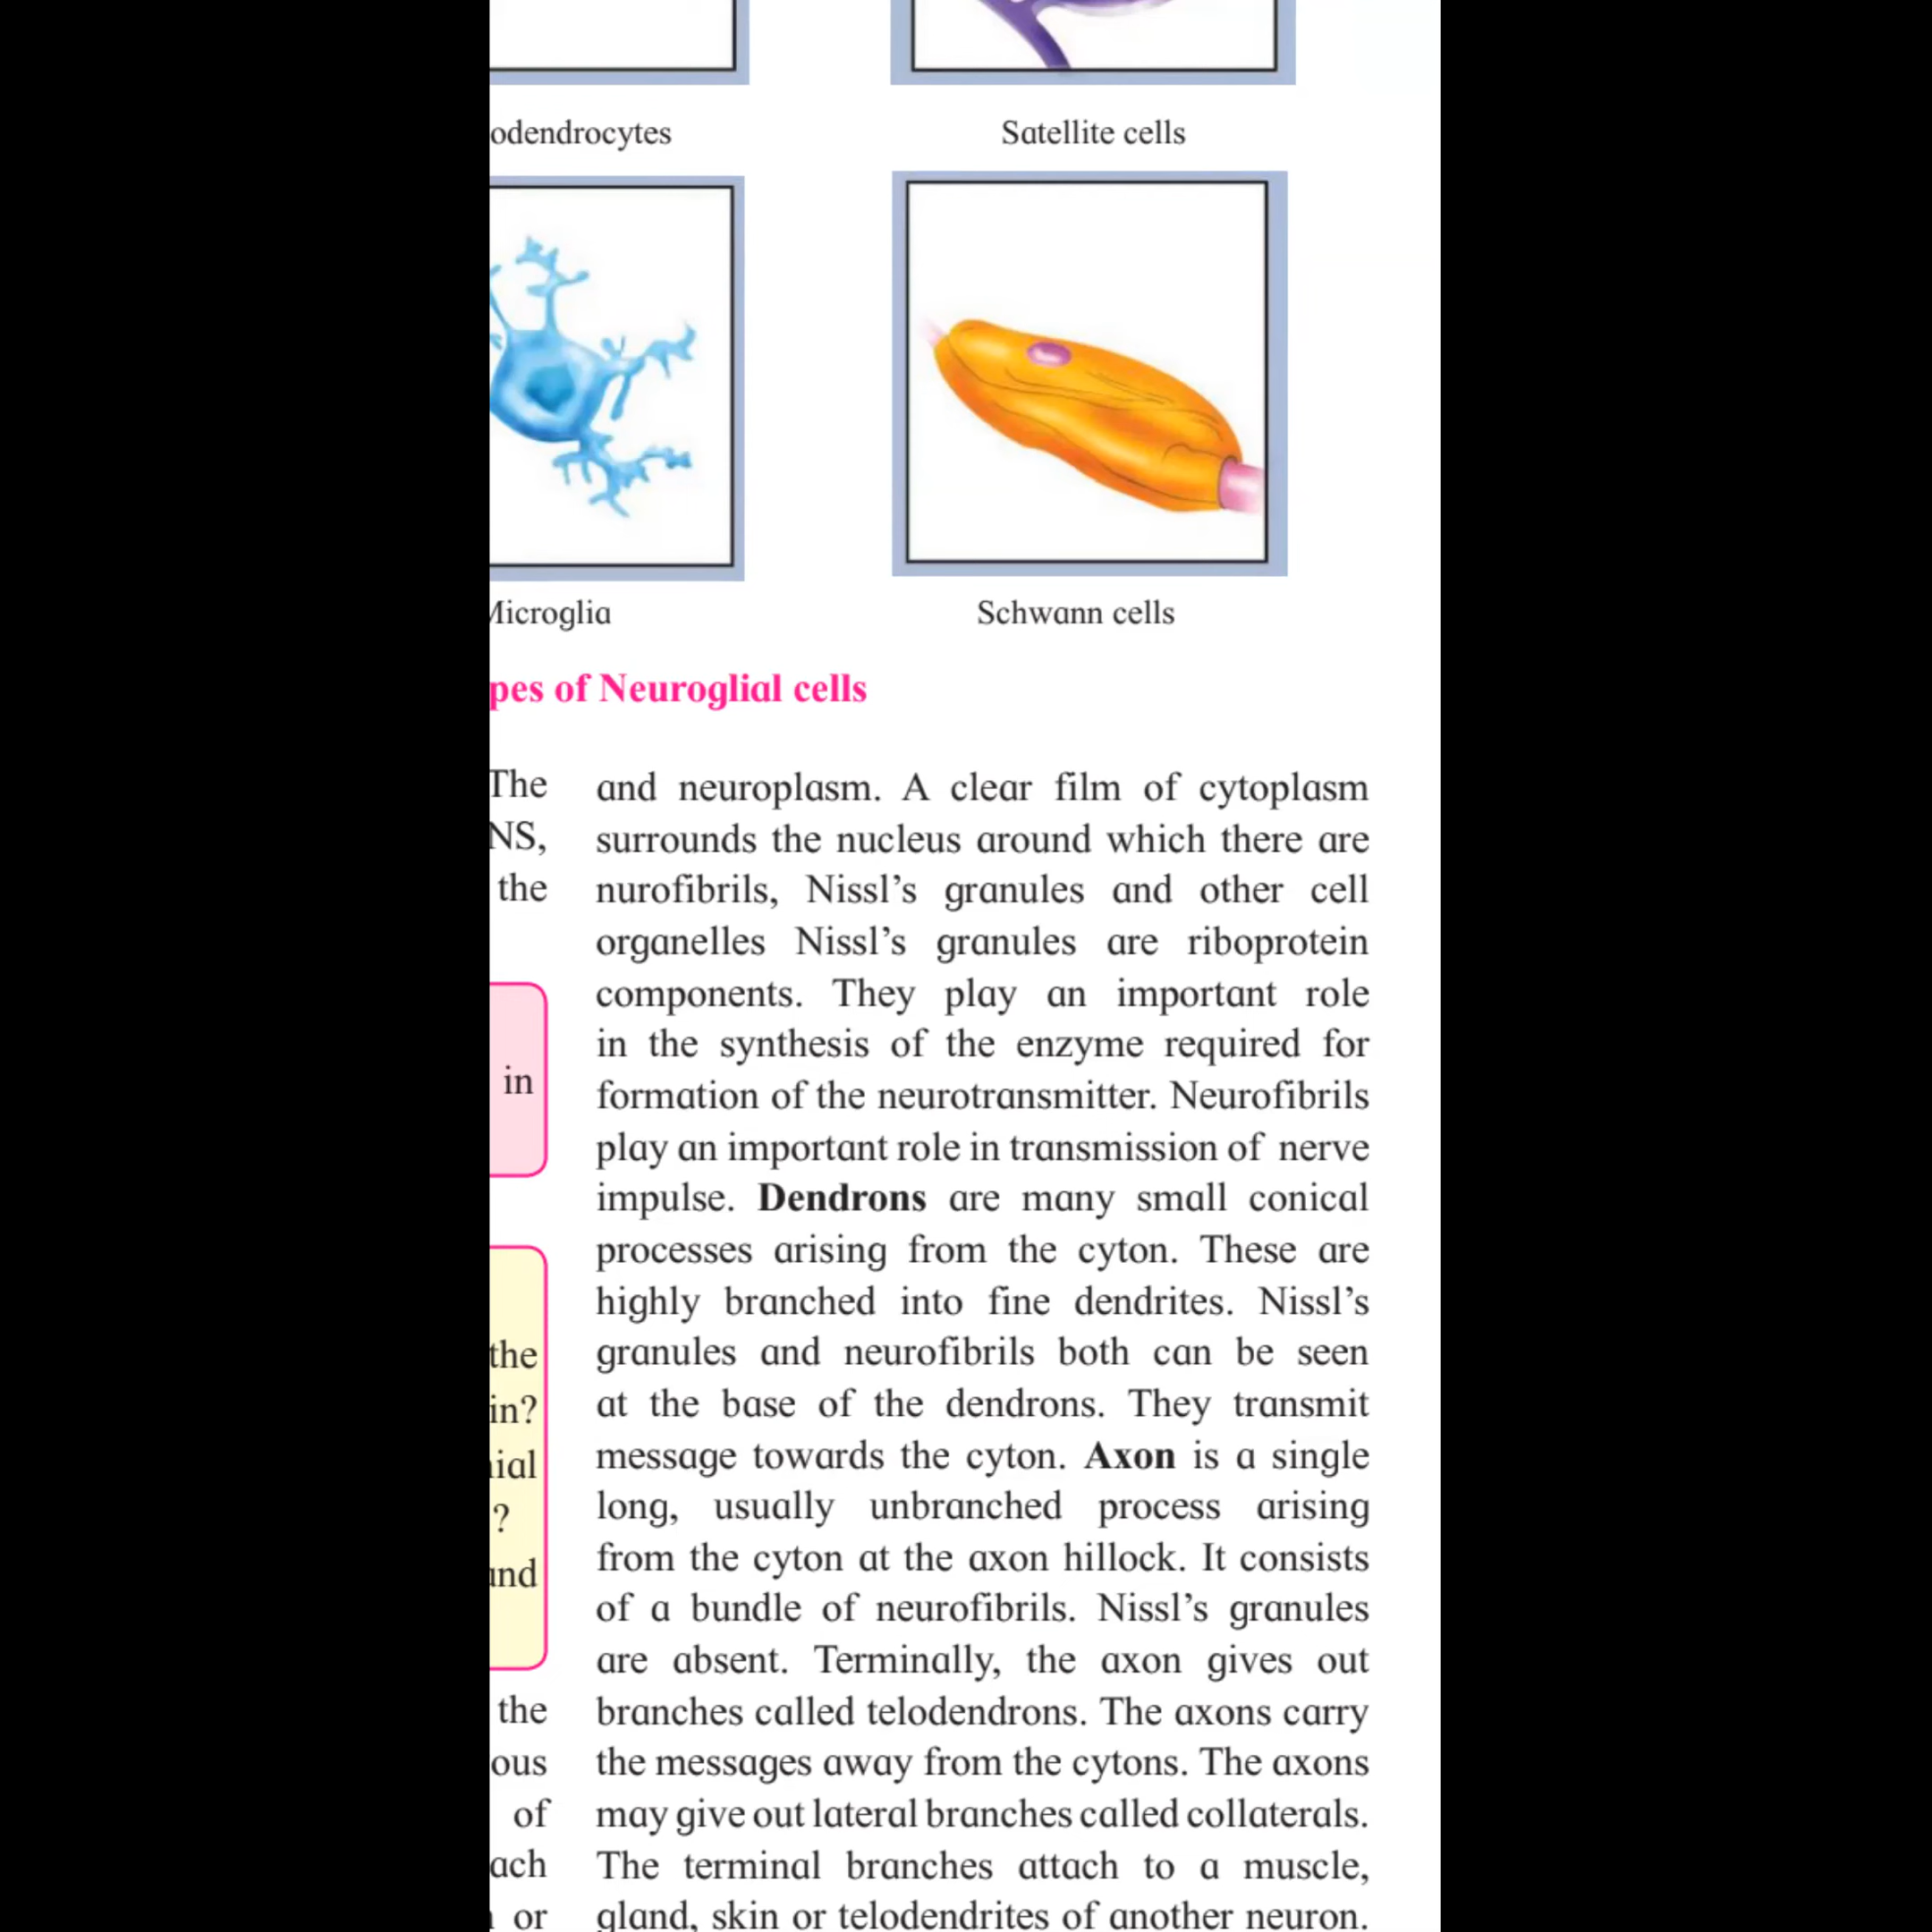 odendrocytes
Satellite cells
Microglia
Schwann cells
pes of Neuroglial cells
The
NS,
the
in
the
in?
ial
?
and
the
ous
of
ach
or
and neuroplasm. A clear film of cytoplasm
surrounds the nucleus around which there are
nurofibrils, Nissl’s granules and other cell
organelles Nissl’s granules are riboprotein
components. They play an important role
in the synthesis of the enzyme required for
formation of the neurotransmitter. Neurofibrils
play an important role in transmission of nerve
impulse. Dendrons are many small conical
processes arising from the cyton. These are
highly branched into fine dendrites. Nissl’s
granules and neurofibrils both can be seen
at the base of the dendrons. They transmit
message towards the cyton. Axon is a single
long, usually unbranched process arising
from the cyton at the axon hillock. It consists
of a bundle of neurofibrils. Nissl’s granules
are absent. Terminally, the axon gives out
branches called telodendrons. The axons carry
the messages away from the cytons. The axons
may give out lateral branches called collaterals.
The terminal branches attach to a muscle,
gland, skin or telodendrites of another neuron.